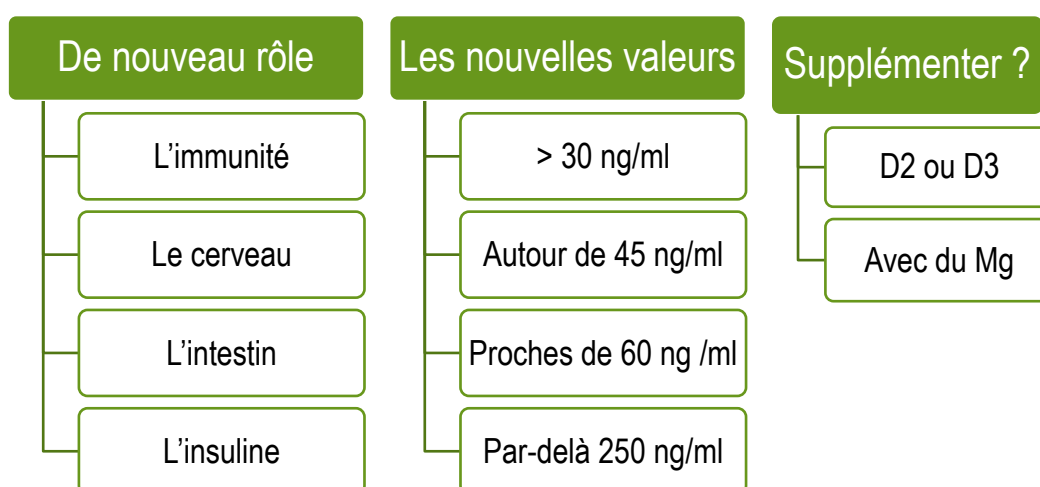 De nouveau rôle
L'immunité
Le cerveau
L'intestin
L'insuline
Les nouvelles valeurs
> 30 ng/ml
Autour de 45 ng/ml
Proches de 60 ng /ml
Par-delà 250 ng/ml
Supplémenter ?
D2 ou D3
Avec du Mg